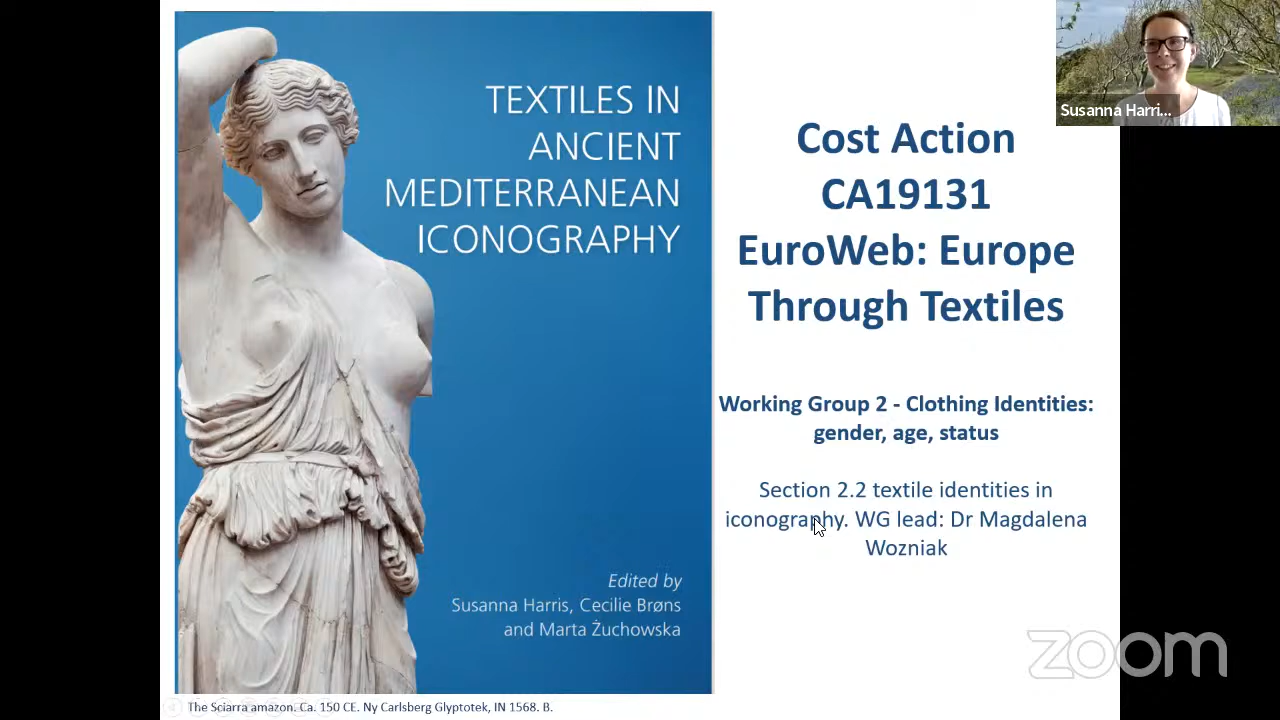 TEXTILES IN
ANCIENT
MEDITERRANEAN
ICONOGRAPHY
Edited by
Susanna Harris, Cecilie Brøns
and Marta Żuchowska
The Sciarra amazon. Ca. 150 CE. Ny Carlsberg Glyptotek, IN 1568. B.
Cost Action
CA19131
EuroWeb: Europe
Through Textiles
Working Group 2 - Clothing Identities:
gender, age, status
Section 2.2 textile identities in
iconography. WG lead: Dr Magdalena
Wozniak
Susanna Harri...
zoom